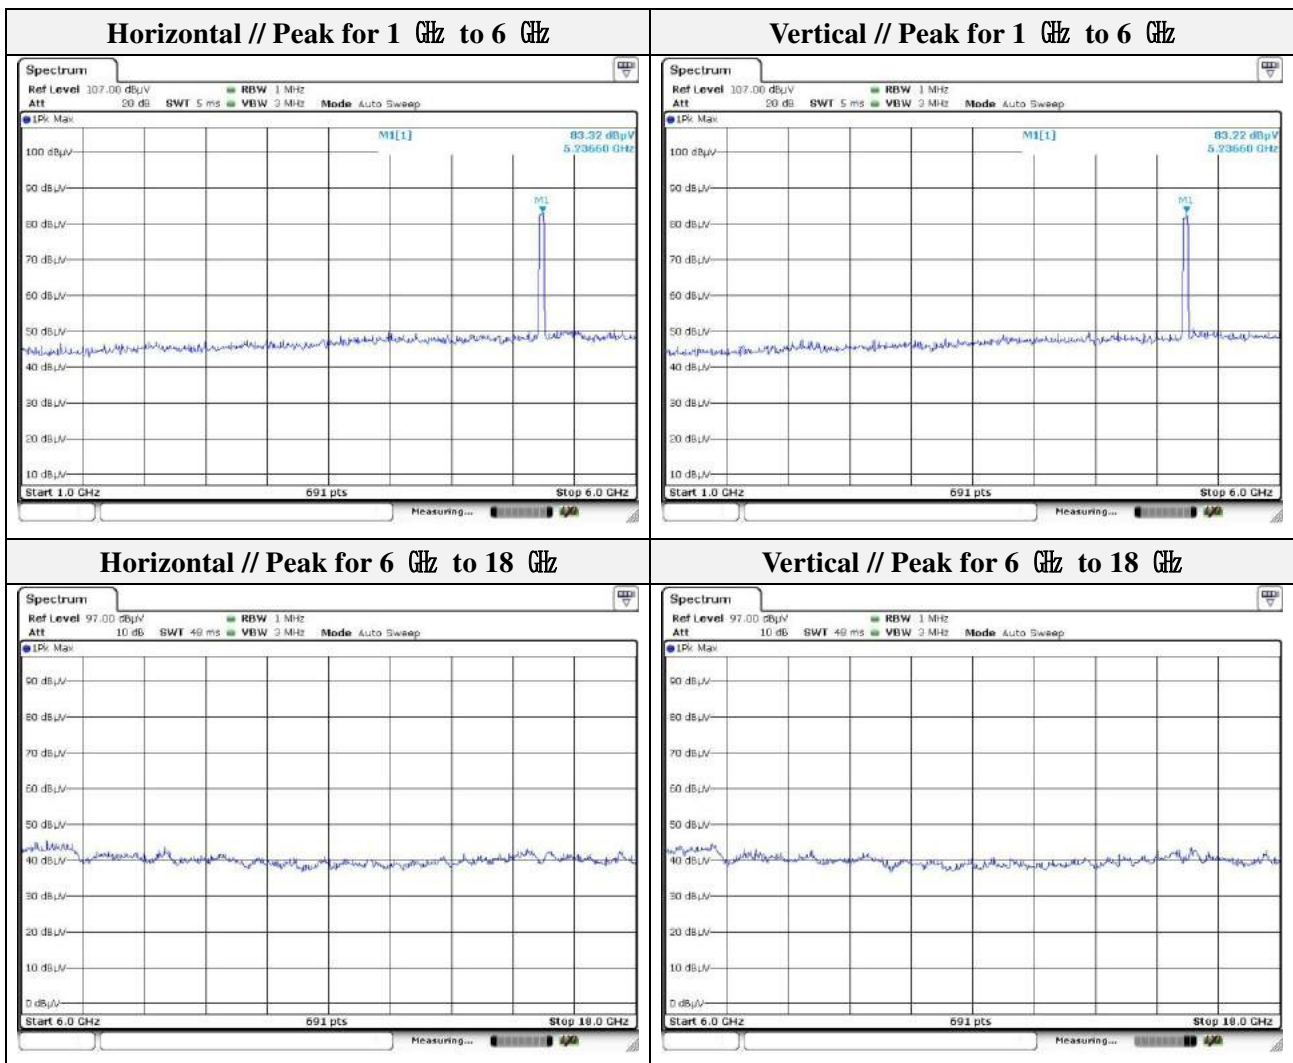 Horizontal // Peak for 1 ㎓ to 6 ㎓
Vertical // Peak for 1 ㎓ to 6 ㎓
Spectrum
Ref Level 107.00 dBµV RBW 1 MHz
Att 20 dB SWT 5 ms VBW 3 MHz Mode Auto Sweep
1Pk Max
M1[1] 83.32 dBµV
5.23660 GHz
M1
100 dBµV
90 dBµV
80 dBµV
70 dBµV
60 dBµV
50 dBµV
40 dBµV
30 dBµV
20 dBµV
10 dBµV
Start 1.0 GHz 691 pts Stop 6.0 GHz
Measuring...
Spectrum
Ref Level 107.00 dBµV RBW 1 MHz
Att 20 dB SWT 5 ms VBW 3 MHz Mode Auto Sweep
1Pk Max
M1[1] 83.22 dBµV
5.23660 GHz
M1
100 dBµV
90 dBµV
80 dBµV
70 dBµV
60 dBµV
50 dBµV
40 dBµV
30 dBµV
20 dBµV
10 dBµV
Start 1.0 GHz 691 pts Stop 6.0 GHz
Measuring...
Horizontal // Peak for 6 ㎓ to 18 ㎓
Vertical // Peak for 6 ㎓ to 18 ㎓
Spectrum
Ref Level 97.00 dBµV RBW 1 MHz
Att 10 dB SWT 48 ms VBW 3 MHz Mode Auto Sweep
1Pk Max
90 dBµV
80 dBµV
70 dBµV
60 dBµV
50 dBµV
40 dBµV
30 dBµV
20 dBµV
10 dBµV
0 dBµV
Start 6.0 GHz 691 pts Stop 18.0 GHz
Measuring...
Spectrum
Ref Level 97.00 dBµV RBW 1 MHz
Att 10 dB SWT 48 ms VBW 3 MHz Mode Auto Sweep
1Pk Max
90 dBµV
80 dBµV
70 dBµV
60 dBµV
50 dBµV
40 dBµV
30 dBµV
20 dBµV
10 dBµV
0 dBµV
Start 6.0 GHz 691 pts Stop 18.0 GHz
Measuring...